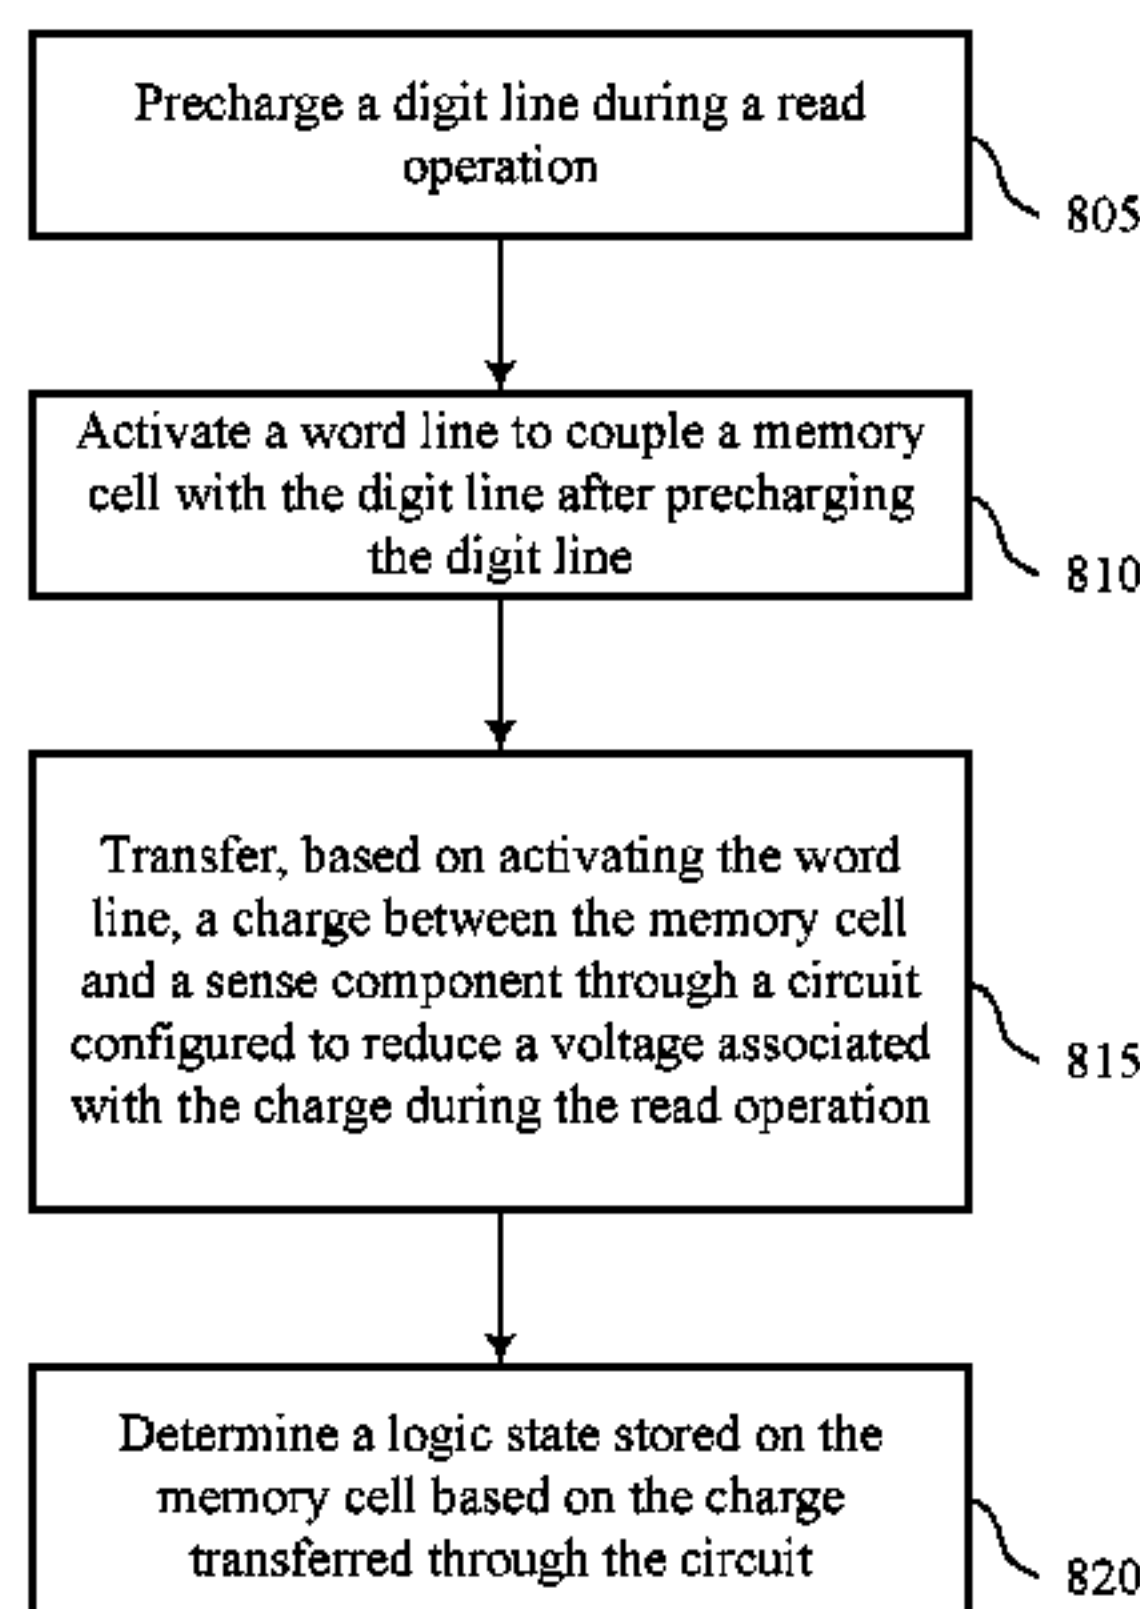 Precharge a digit line during a read
operation
805
Activate a word line to couple a memory
cell with the digit line after precharging
the digit line
810
Transfer, based on activating the word
line, a charge between the memory cell
and a sense component through a circuit
configured to reduce a voltage associated
with the charge during the read operation
815
Determine a logic state stored on the
memory cell based on the charge
transferred through the circuit
820